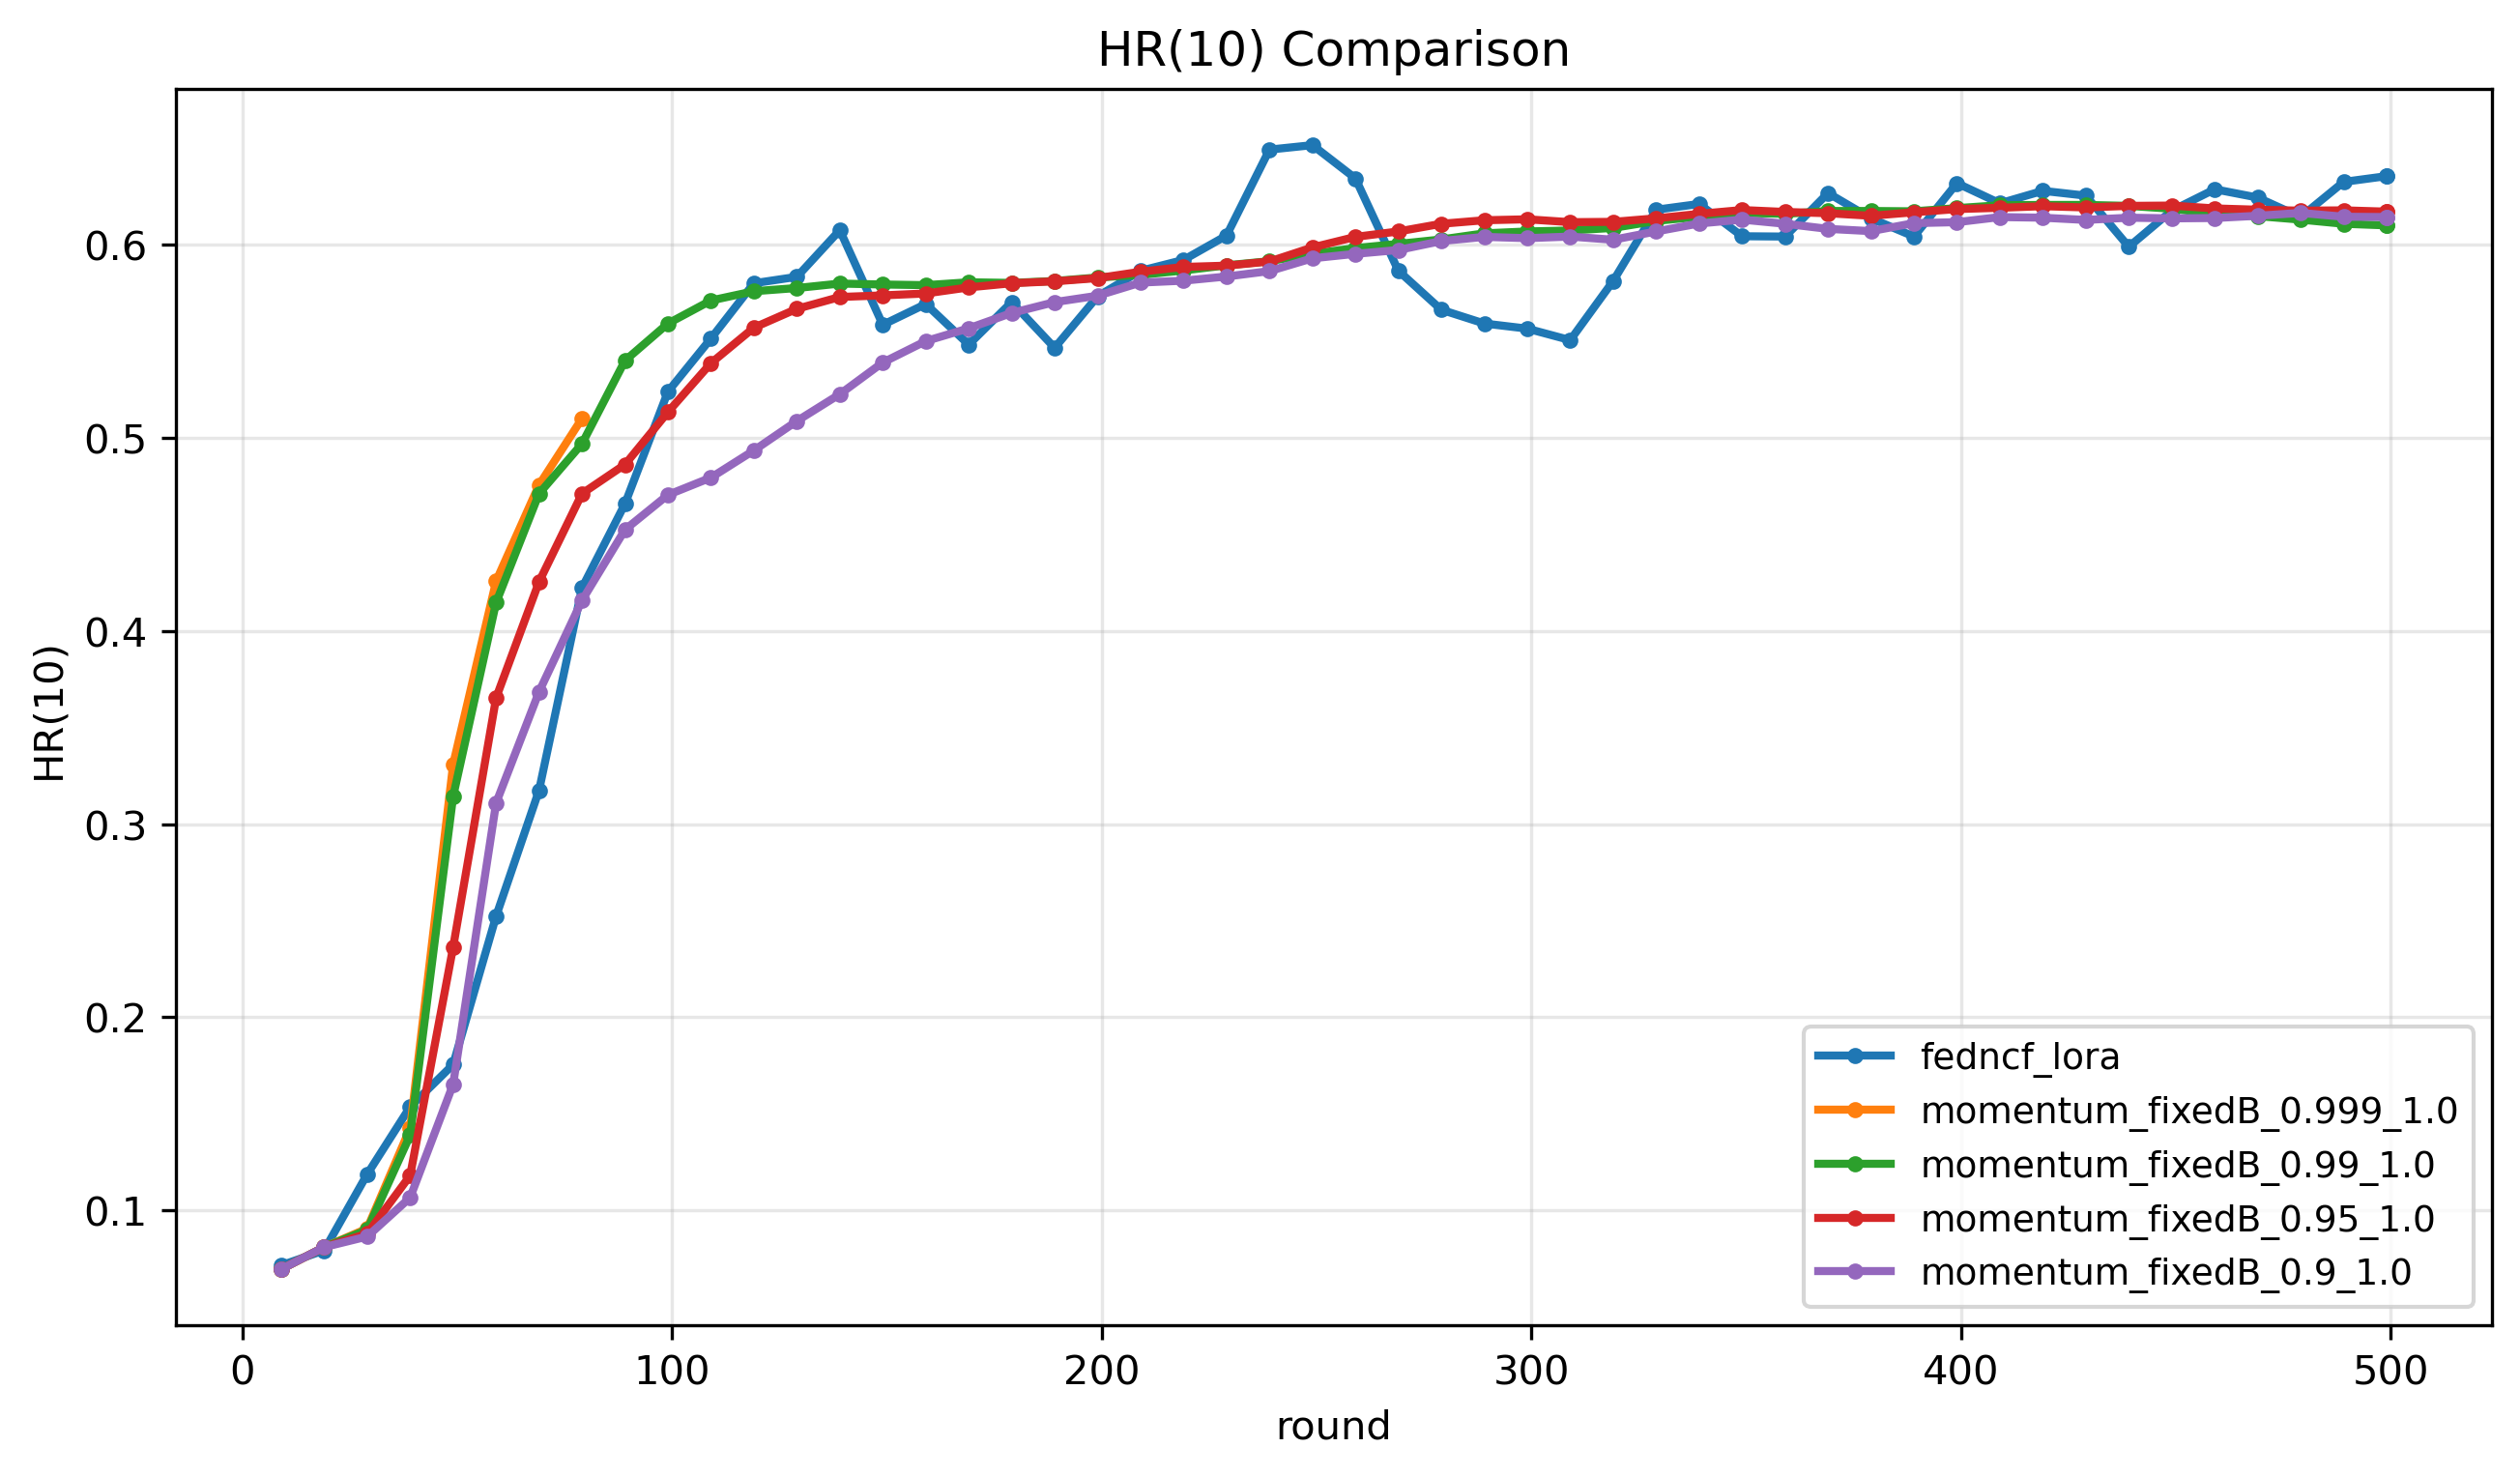 HR(10) Comparison
HR(10)
0.6
0.5
0.4
0.3
0.2
0.1
0 100 200 300 400 500
round
fedncf_lora
momentum_fixedB_0.999_1.0
momentum_fixedB_0.99_1.0
momentum_fixedB_0.95_1.0
momentum_fixedB_0.9_1.0